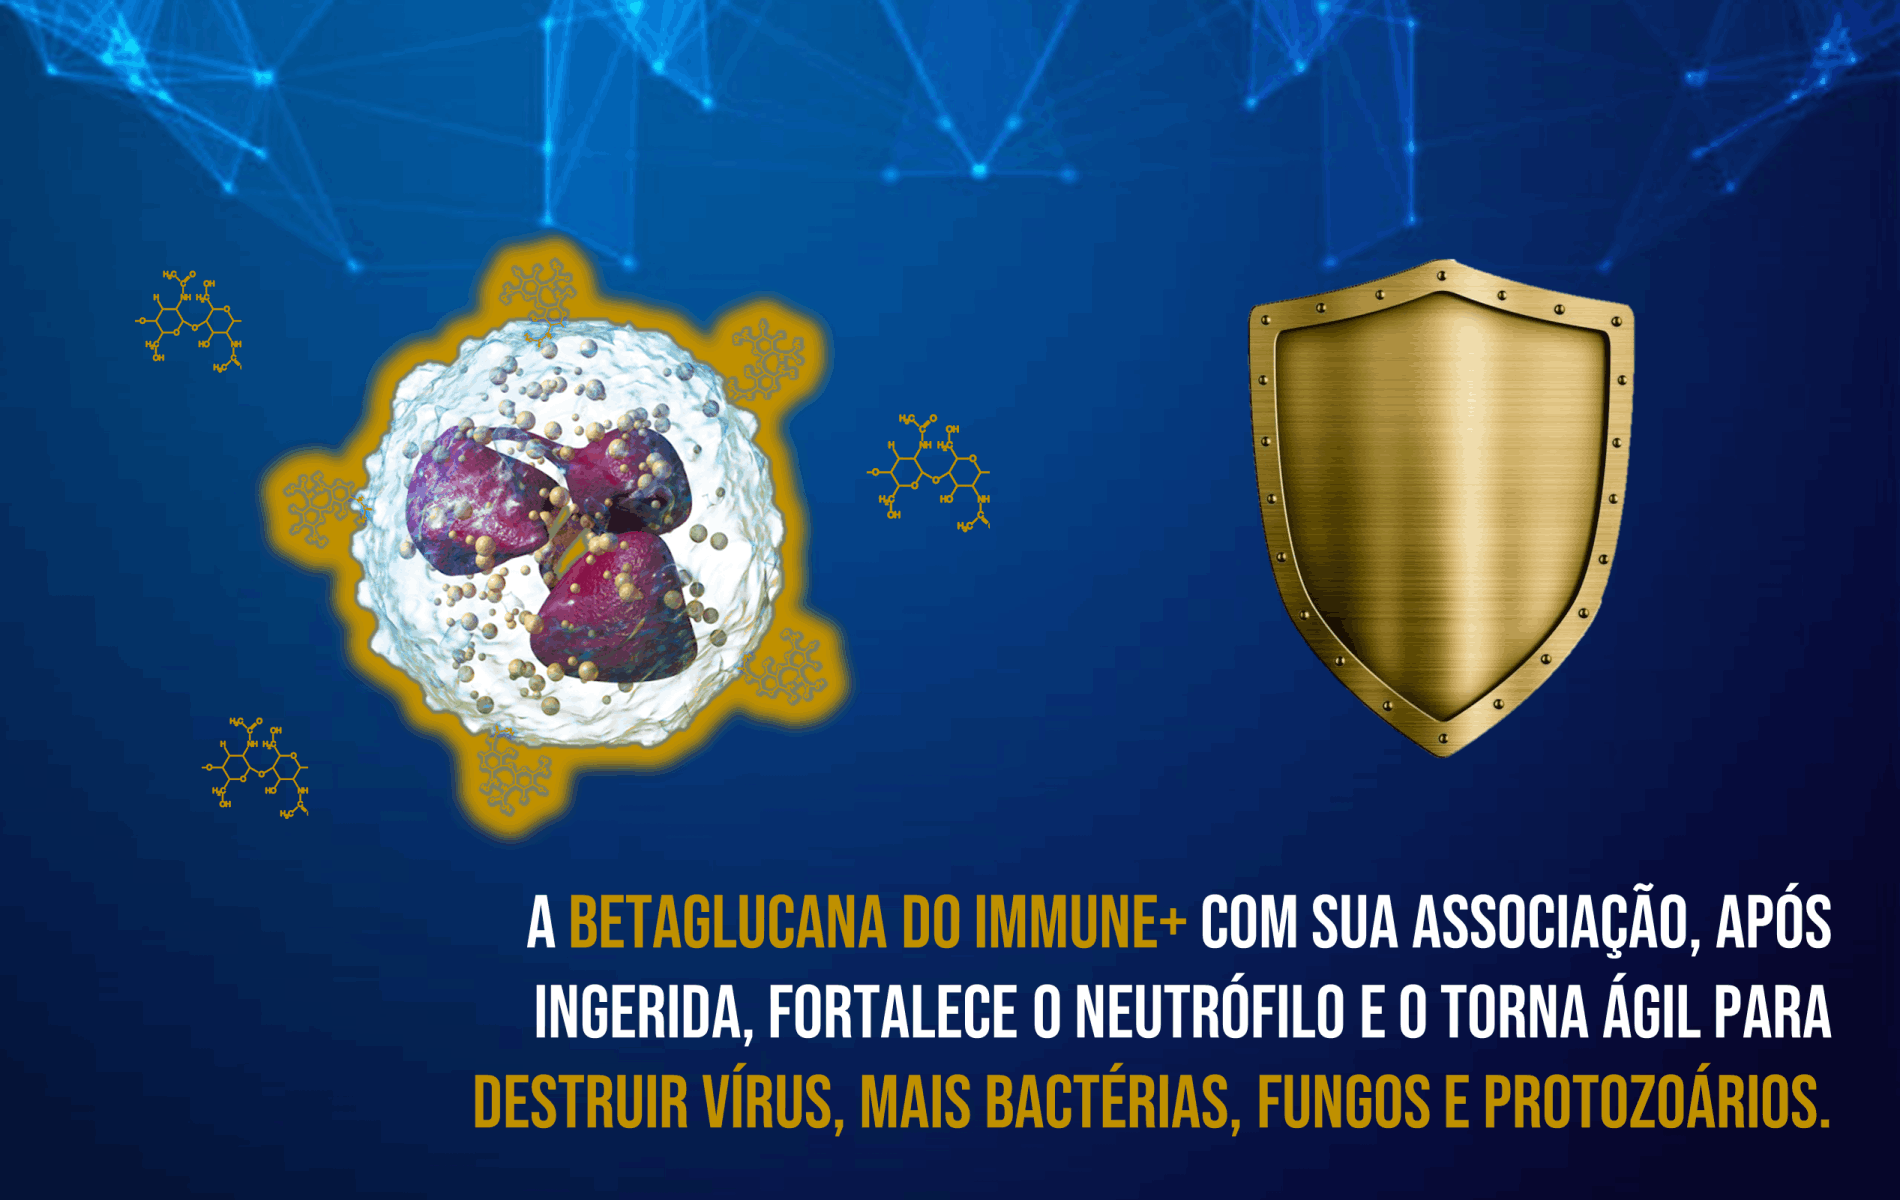 A BETAGLUCANA DO IMMUNE+ COM SUA ASSOCIAÇÃO, APÓS
INGERIDA, FORTALECE O NEUTRÓFILO E O TORNA ÁGIL PARA
DESTRUIR VÍRUS, MAIS BACTÉRIAS, FUNGOS E PROTOZOÁRIOS.